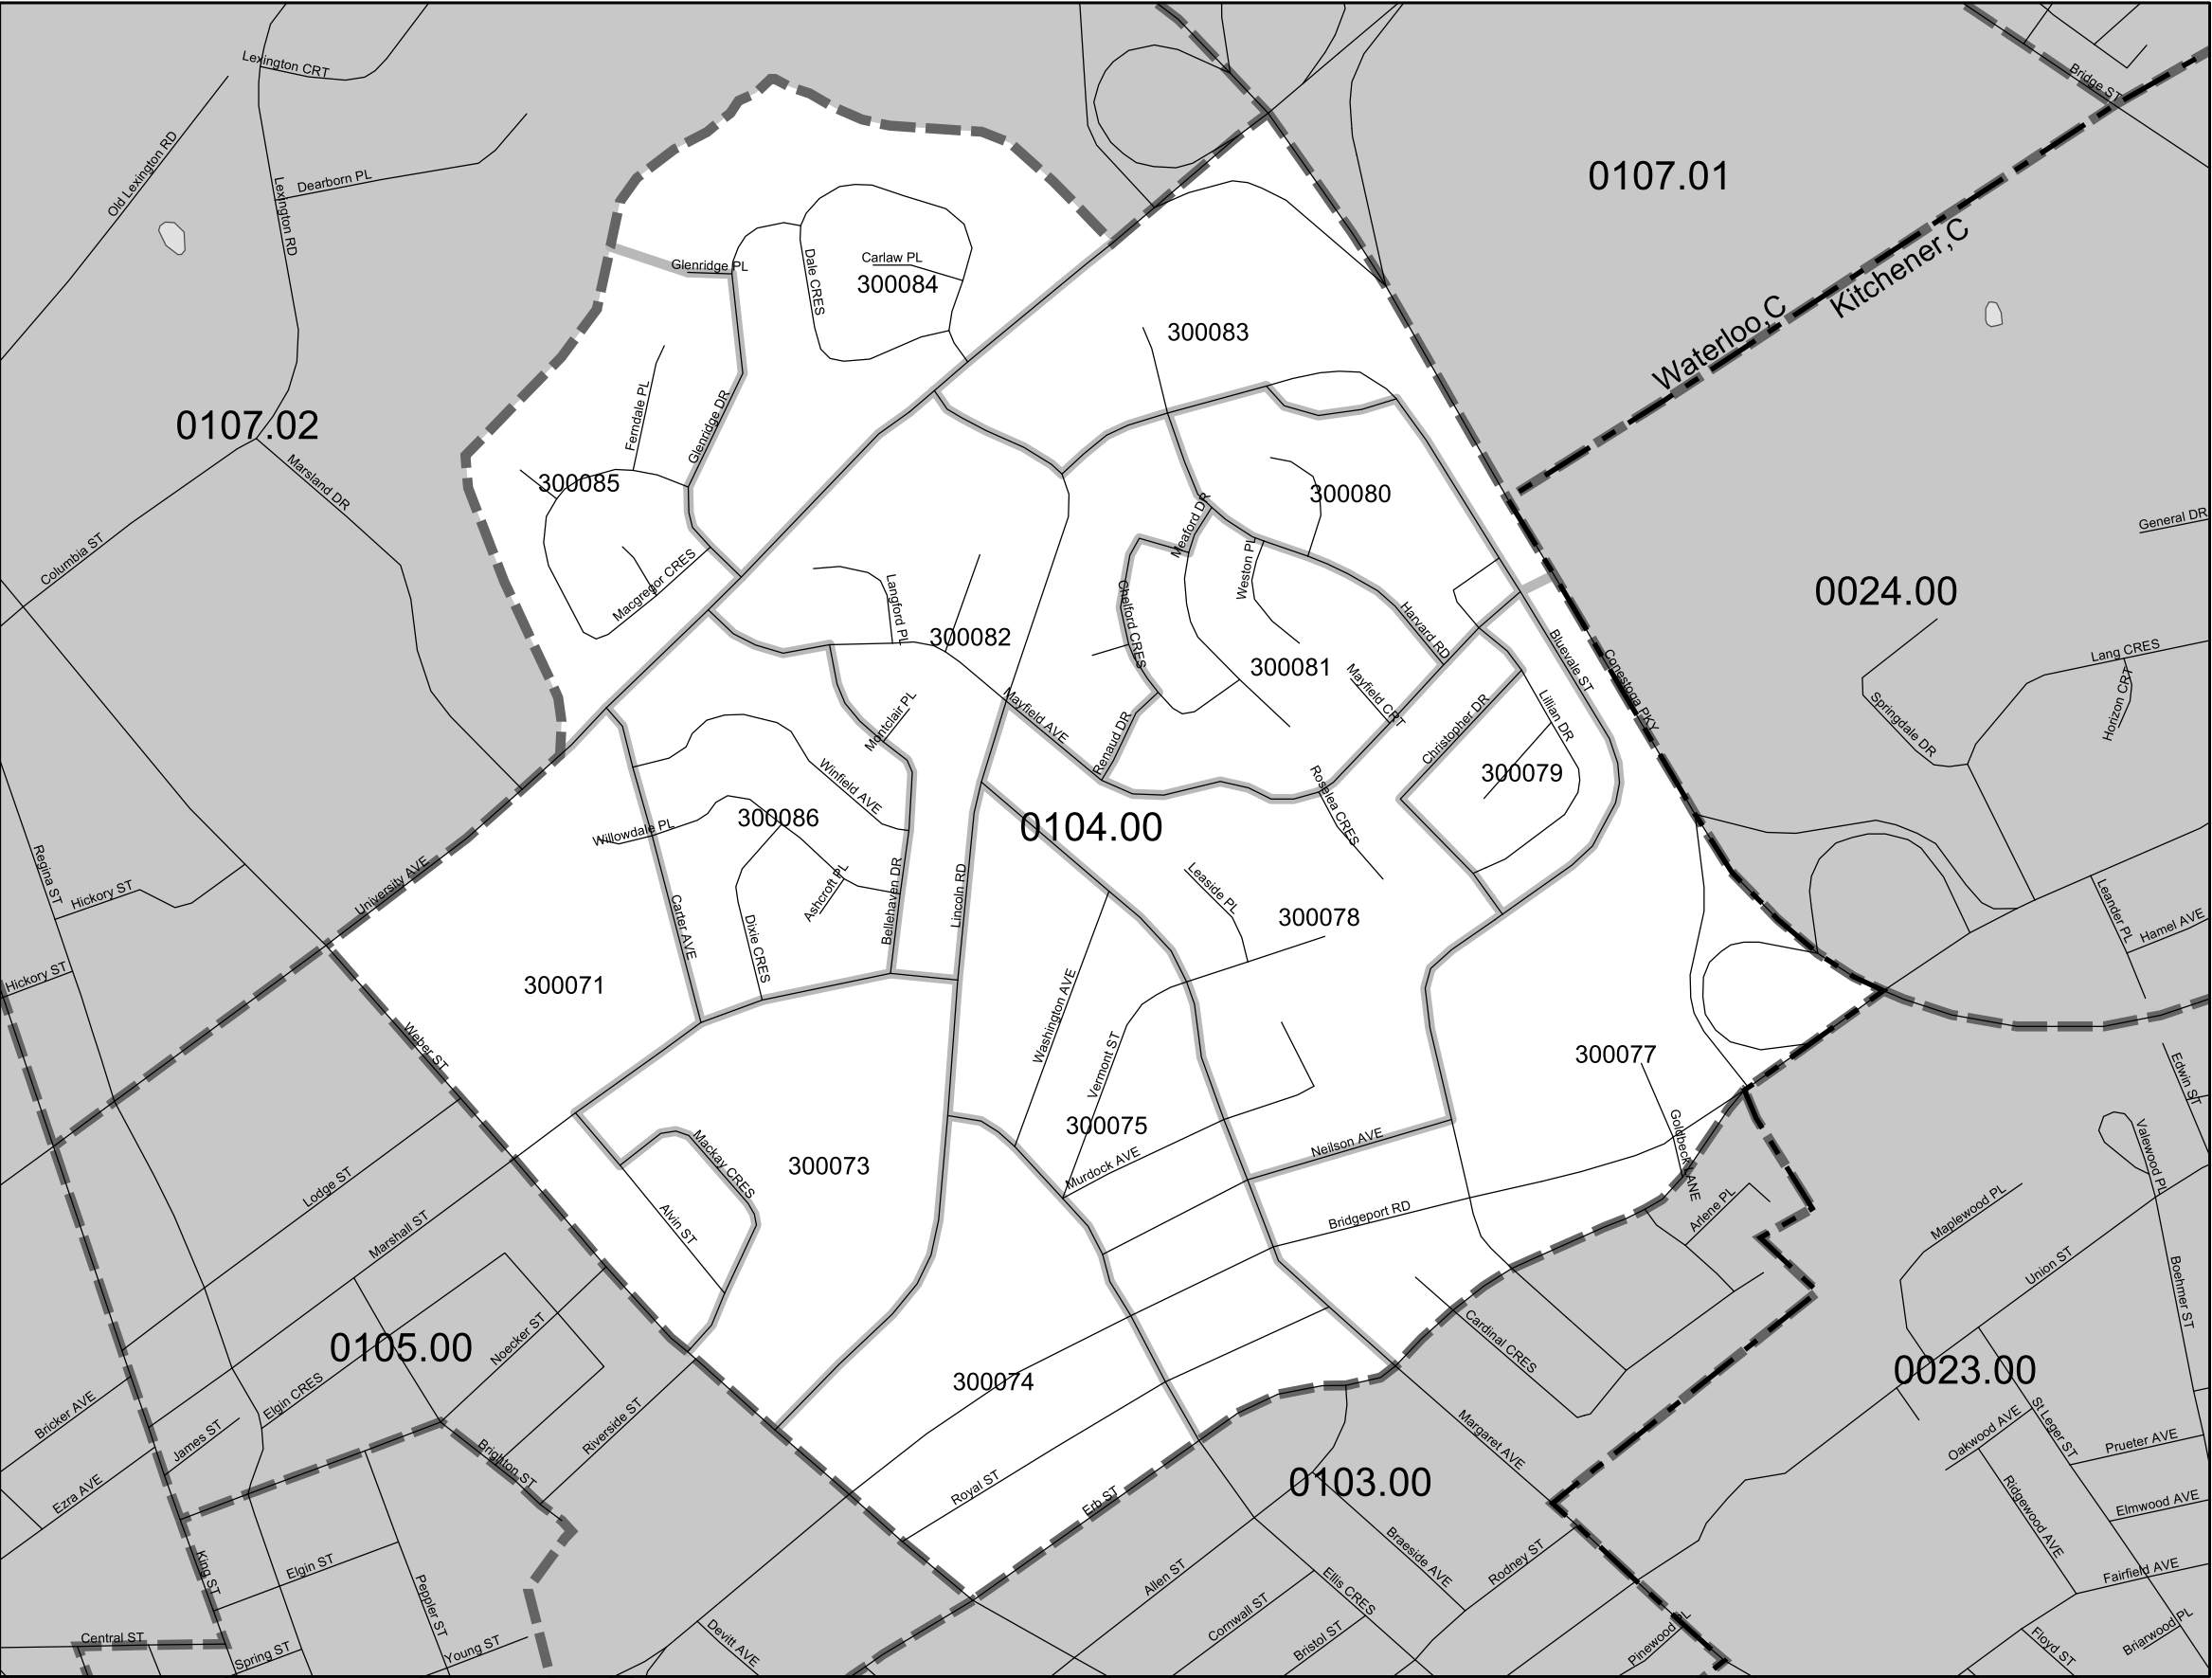 Lexington CRT
Bridge ST
Old Lexington RD
Dearborn PL
Lexington RD
0107.01
Glenridge PL
Dale CRES
Carlaw PL
300084
Kitchener,C
Waterloo,C
300083
0107.02
Ferndale PL
Glenridge DR
300085
Marsland DR
300080
Meaford DR
General DR
Columbia ST
Macgregor CRES
Langford PL
300082
Chelford CRES
Weston PL
Harvard RD
0024.00
300081
Mayfield CRT
Bluevale ST
Conestoga PKY
Lang CRES
Horizon CRT
Springdale DR
Mayfield AVE
Montclair PL
Renaud DR
Christopher DR
Lillian DR
300079
Winfield AVE
Roselea CRES
300086
Willowdale PL
0104.00
Regina ST
Hickory ST
University AVE
Ashcroft PL
Bellehaven DR
Lincoln RD
Leaside PL
300078
Leander PL
Hamel AVE
Carter AVE
Dixie CRES
Hickory ST
300071
Washington AVE
Weber ST
Vermont ST
300077
Edwin ST
300075
Goldbeck LANE
Valewood PL
Mackay CRES
300073
Murdock AVE
Neilson AVE
Lodge ST
Marshall ST
Alvin ST
Bridgeport RD
Arlene PL
Maplewood PL
Union ST
Boehmer ST
0105.00
Noecker ST
Cardinal CRES
0023.00
300074
Elgin CRES
Bricker AVE
James ST
Riverside ST
Margaret AVE
St Leger ST
Oakwood AVE
Prueter AVE
Brighton ST
Ezra AVE
Royal ST
Erb ST
0103.00
Ridgewood AVE
Elmwood AVE
King ST
Elgin ST
Peppler ST
Allen ST
Braeside AVE
Rodney ST
Fairfield AVE
Ellis CRES
Cornwall ST
Bristol ST
Central ST
Spring ST
Young ST
Devitt AVE
Pinewood PL
Floyd ST
Briarwood PL